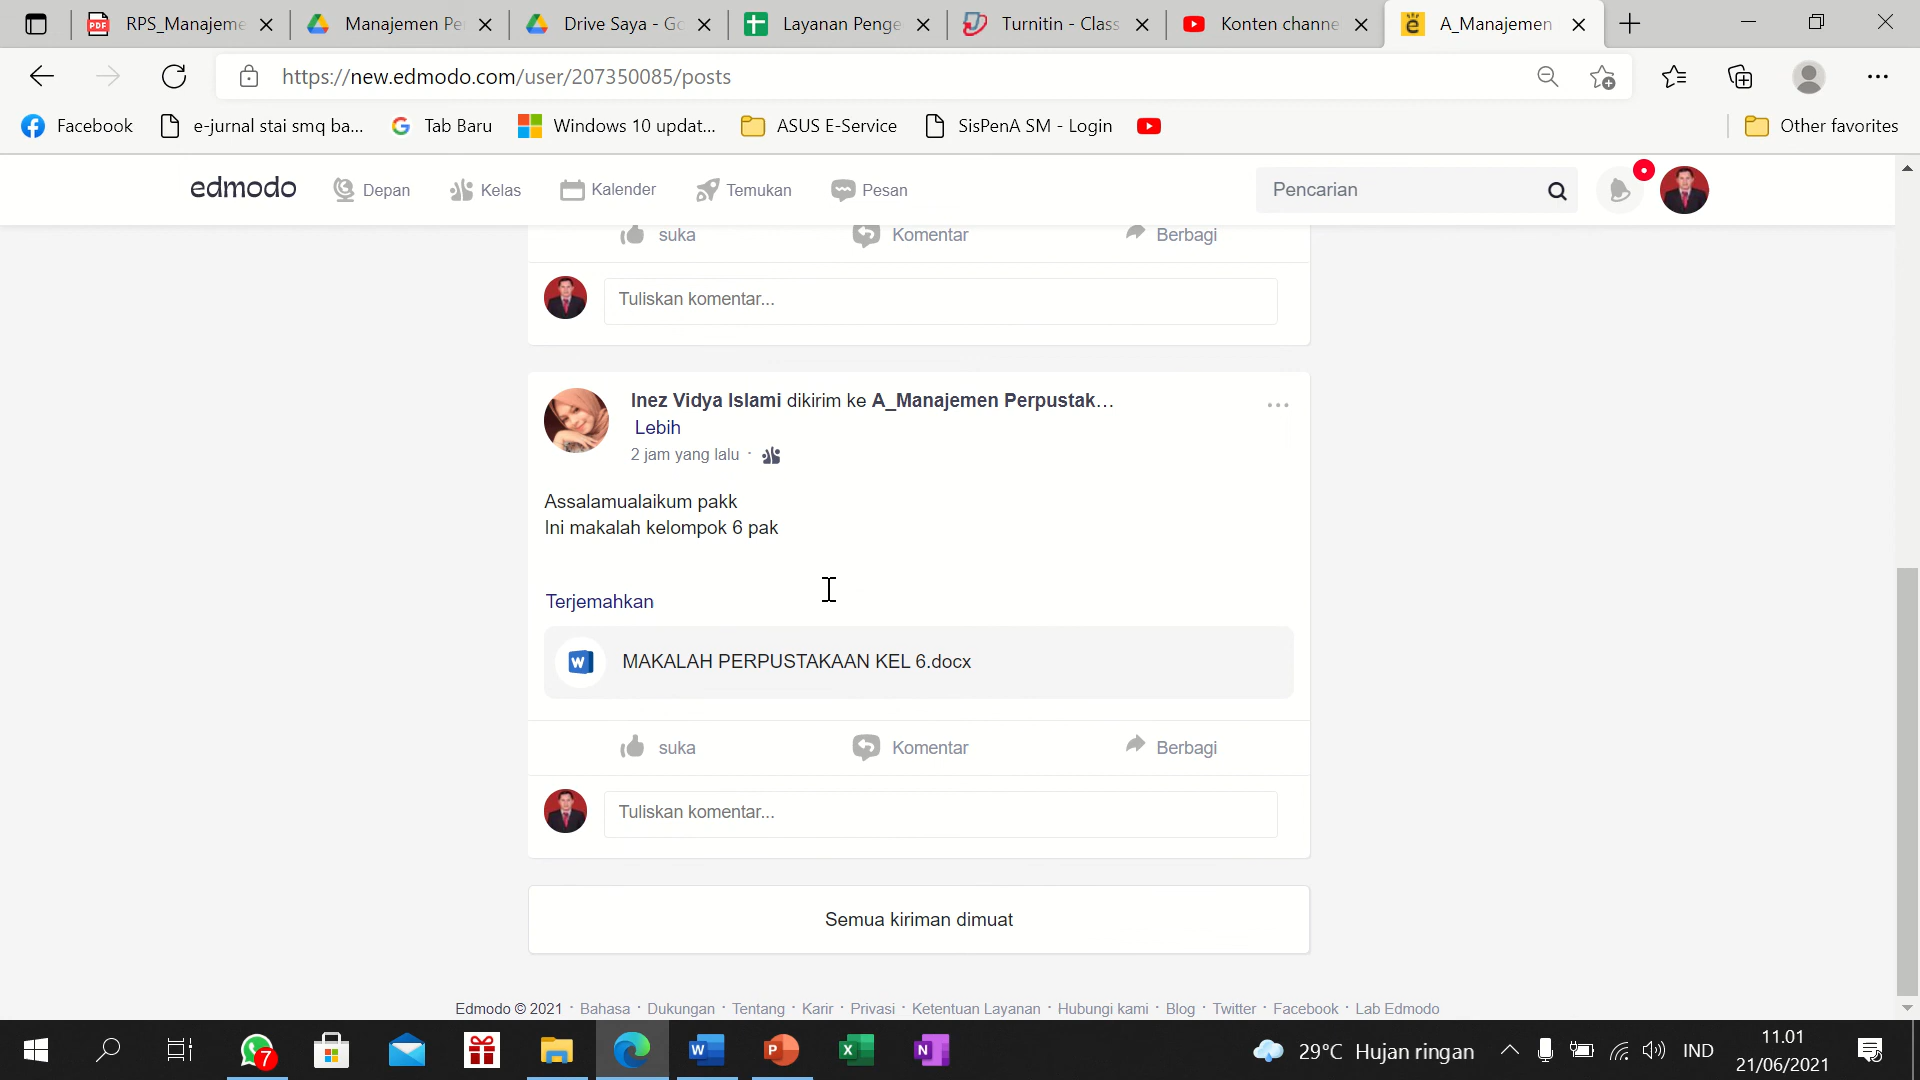 RPS_Manajeme
Manajemen Pe
Drive Saya - Go
Layanan Penge
Turnitin - Class
Konten channe
A_Manajemen
https://new.edmodo.com/user/207350085/posts
Facebook
e-jurnal stai smq ba...
Tab Baru
Windows 10 updat...
ASUS E-Service
SisPenA SM - Login
Other favorites
edmodo
Depan
Kelas
Kalender
Temukan
Pesan
Pencarian
suka
Komentar
Berbagi
Tuliskan komentar...
Inez Vidya Islami dikirim ke A_Manajemen Perpustak...
Lebih
2 jam yang lalu ·
Assalamualaikum pakk
Ini makalah kelompok 6 pak
Terjemahkan
MAKALAH PERPUSTAKAAN KEL 6.docx
suka
Komentar
Berbagi
Tuliskan komentar...
Semua kiriman dimuat
Edmodo © 2021 · Bahasa · Dukungan · Tentang · Karir · Privasi · Ketentuan Layanan · Hubungi kami · Blog · Twitter · Facebook · Lab Edmodo
7
29°C Hujan ringan
IND
11.01
21/06/2021